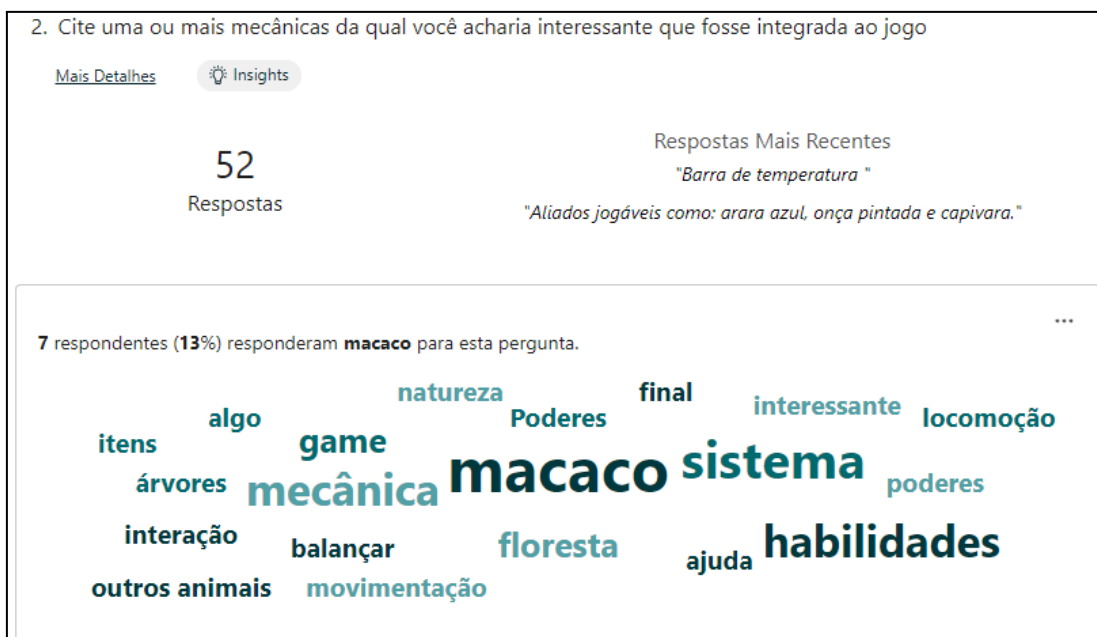 2. Cite uma ou mais mecânicas da qual você acharia interessante que fosse integrada ao jogo
Mais Detalhes
Insights
52
Respostas
Respostas Mais Recentes
"Barra de temperatura "
"Aliados jogáveis como: arara azul, onça pintada e capivara."
...
7 respondentes (13%) responderam macaco para esta pergunta.
natureza
final
algo
Poderes
interessante
locomoção
itens
game
macaco
sistema
árvores
mecânica
poderes
interação
balançar
floresta
ajuda
habilidades
outros animais
movimentação